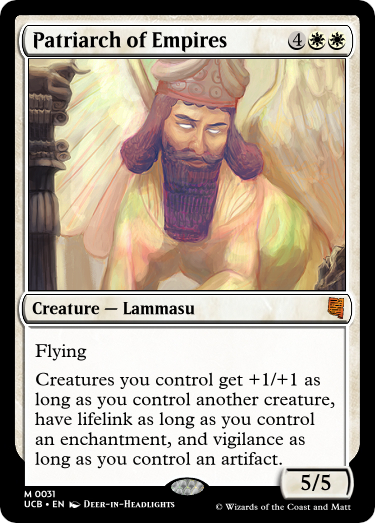 Patriarch of Empires 4
Creature — Lammasu
Flying
Creatures you control get +1/+1 as
long as you control another creature,
have lifelink as long as you control
an enchantment, and vigilance as
long as you control an artifact.
5/5
M 0031
UCB • EN Deer-in-Headlights
© Wizards of the Coast and Matt